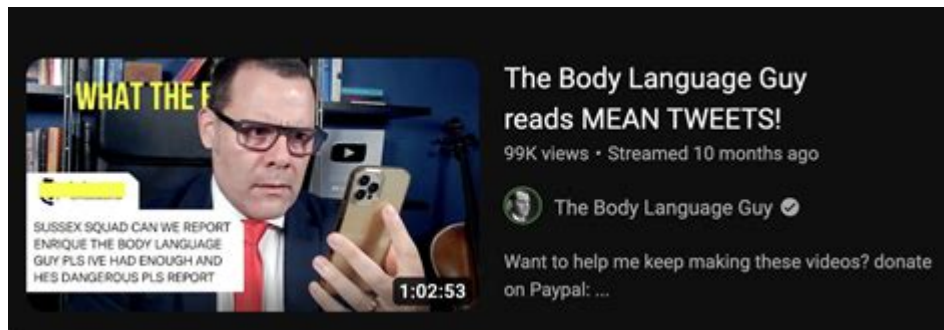 WHAT THE F
SUSSEX SQUAD CAN WE REPORT
ENRIQUE THE BODY LANGUAGE
GUY PLS IVE HAD ENOUGH AND
HES DANGEROUS PLS REPORT
1:02:53
The Body Language Guy
reads MEAN TWEETS!
99K views • Streamed 10 months ago
The Body Language Guy
Want to help me keep making these videos? donate
on Paypal: ...